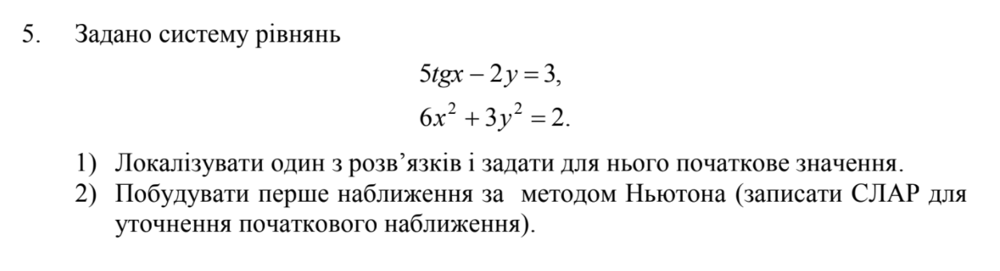 5. Задано систему рівнянь
5tgx − 2y = 3,
6x² + 3y² = 2.
1) Локалізувати один з розв’язків і задати для нього початкове значення.
2) Побудувати перше наближення за методом Ньютона (записати СЛАР для
уточнення початкового наближення).